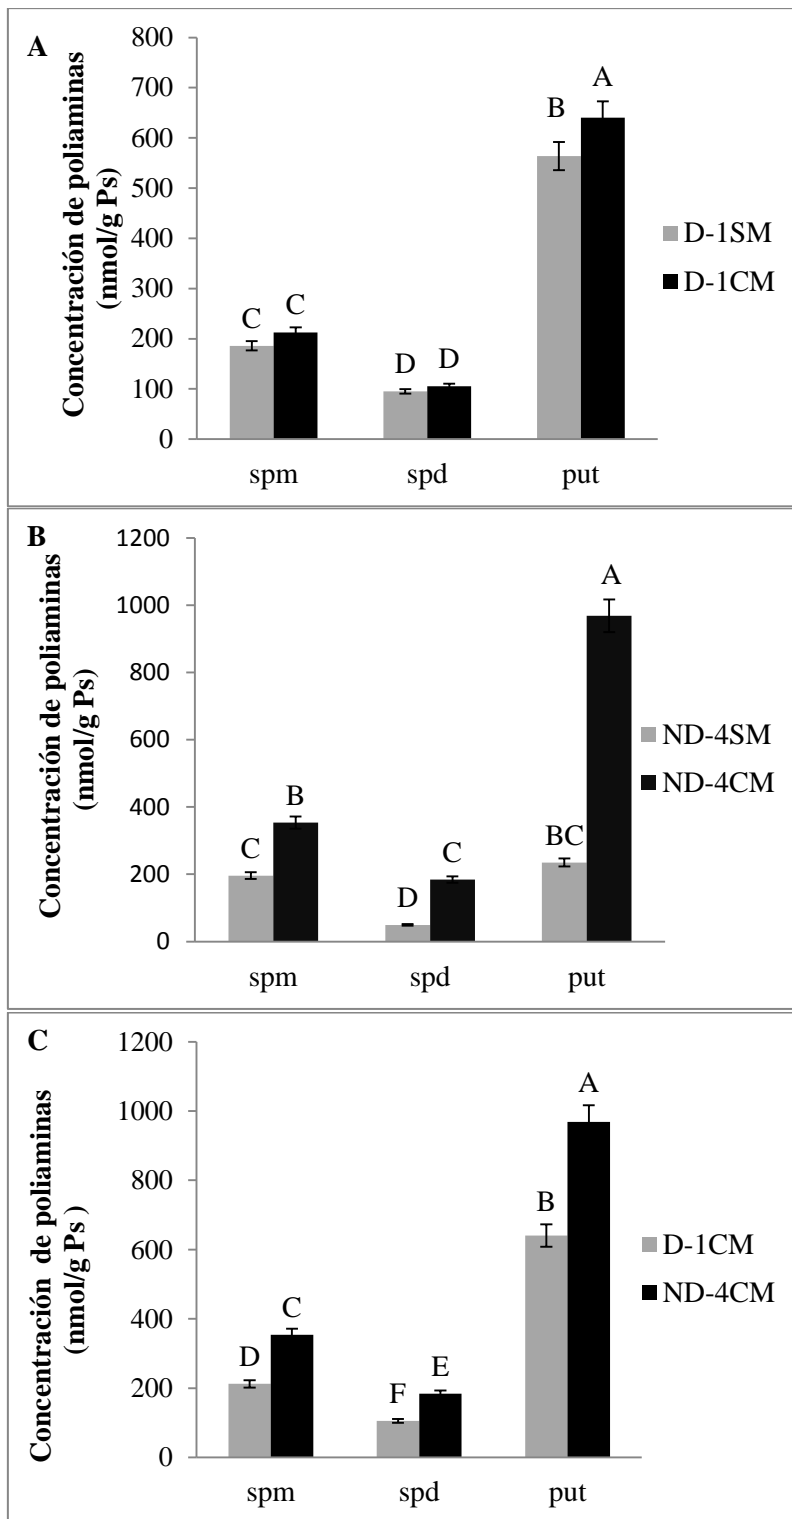 A
Concentración de poliaminas
(nmol/g Ps)
800
700
600
500
400
300
200
100
0
C
C
D
D
B
A
spm
spd
put
D-1SM
D-1CM
B
Concentración de poliaminas
(nmol/g Ps)
1200
1000
800
600
400
200
0
C
B
D
C
BC
A
spm
spd
put
ND-4SM
ND-4CM
C
Concentración de poliaminas
(nmol/g Ps )
1200
1000
800
600
400
200
0
D
C
F
E
B
A
spm
spd
put
D-1CM
ND-4CM